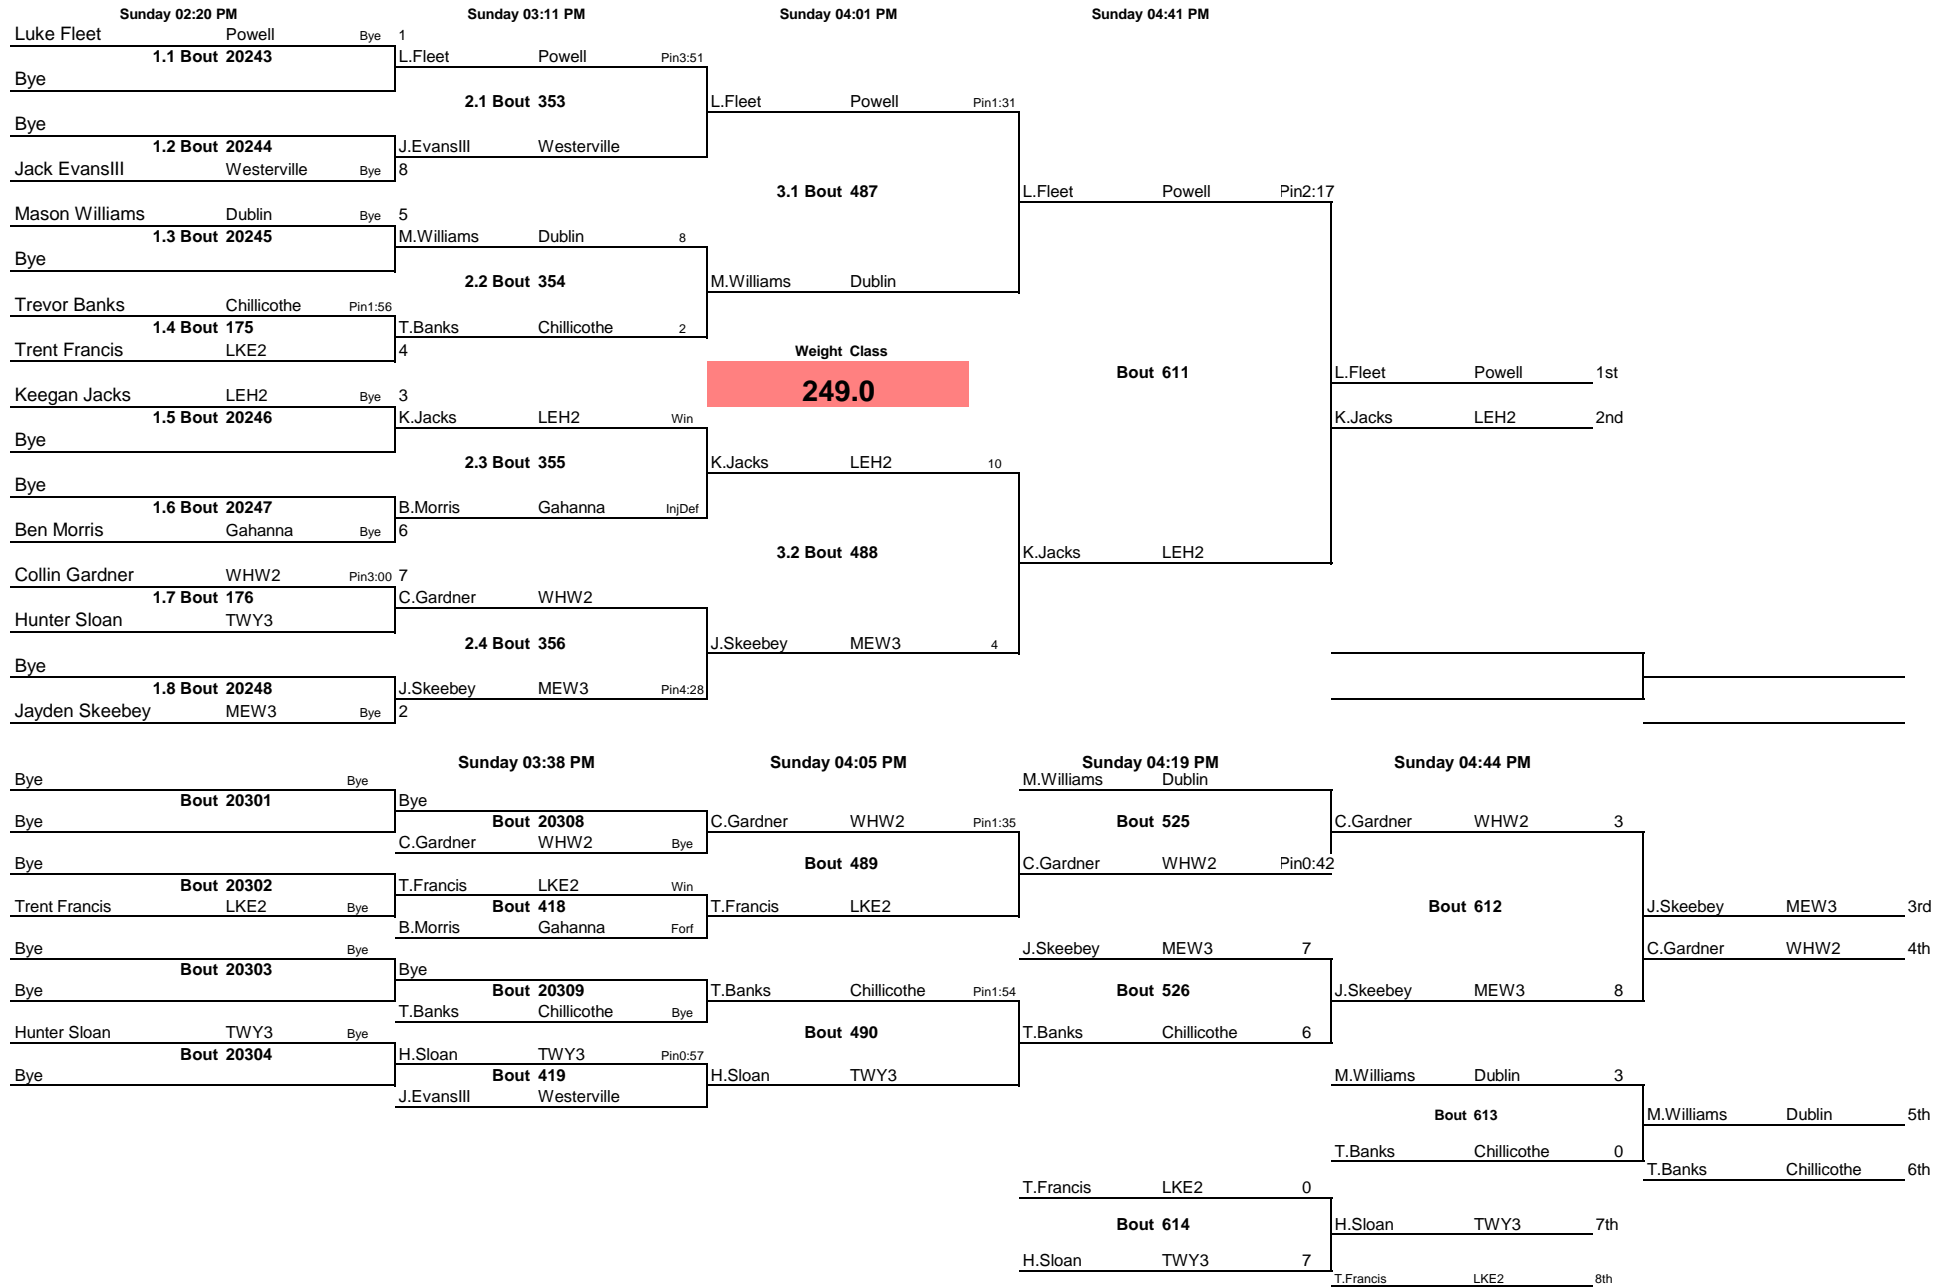 Sunday 02:20 PM Sunday 03:11 PM Sunday 04:01 PM Sunday 04:41 PM
Luke Fleet Powell Bye 1
1.1 Bout 20243 L.Fleet Powell Pin3:51
Bye
2.1 Bout 353 L.Fleet Powell Pin1:31
Bye
1.2 Bout 20244 J.EvansIII Westerville
Jack EvansIII Westerville Bye 8
3.1 Bout 487 L.Fleet Powell Pin2:17
Mason Williams Dublin Bye 5
1.3 Bout 20245 M.Williams Dublin 8
Bye
2.2 Bout 354 M.Williams Dublin
Trevor Banks Chillicothe Pin1:56
1.4 Bout 175 T.Banks Chillicothe 2
Trent Francis LKE2 4 Weight Class
Bout 611 L.Fleet Powell 1st
Keegan Jacks LEH2 Bye 3 249.0
1.5 Bout 20246 K.Jacks LEH2 Win K.Jacks LEH2 2nd
Bye
2.3 Bout 355 K.Jacks LEH2 10
Bye
1.6 Bout 20247 B.Morris Gahanna InjDef
Ben Morris Gahanna Bye 6
3.2 Bout 488 K.Jacks LEH2
Collin Gardner WHW2 Pin3:00 7
1.7 Bout 176 C.Gardner WHW2
Hunter Sloan TWY3
2.4 Bout 356 J.Skeebey MEW3 4
Bye
1.8 Bout 20248 J.Skeebey MEW3 Pin4:28
Jayden Skeebey MEW3 Bye 2
Sunday 03:38 PM Sunday 04:05 PM Sunday 04:19 PM Sunday 04:44 PM
Bye Bye M.Williams Dublin
Bout 20301 Bye
Bye Bout 20308 C.Gardner WHW2 Pin1:35 Bout 525 C.Gardner WHW2 3
C.Gardner WHW2 Bye
Bye Bout 489 C.Gardner WHW2 Pin0:42
Bout 20302 T.Francis LKE2 Win
Trent Francis LKE2 Bye Bout 418 T.Francis LKE2 Bout 612 J.Skeebey MEW3 3rd
B.Morris Gahanna Forf
Bye Bye J.Skeebey MEW3 7 C.Gardner WHW2 4th
Bout 20303 Bye
Bye Bout 20309 T.Banks Chillicothe Pin1:54 Bout 526 J.Skeebey MEW3 8
T.Banks Chillicothe Bye
Hunter Sloan TWY3 Bye Bout 490 T.Banks Chillicothe 6
Bout 20304 H.Sloan TWY3 Pin0:57
Bye Bout 419 H.Sloan TWY3 M.Williams Dublin 3
J.EvansIII Westerville
Bout 613 M.Williams Dublin 5th
T.Banks Chillicothe 0
T.Banks Chillicothe 6th
T.Francis LKE2 0
Bout 614 H.Sloan TWY3 7th
H.Sloan TWY3 7
T.Francis LKE2 8th